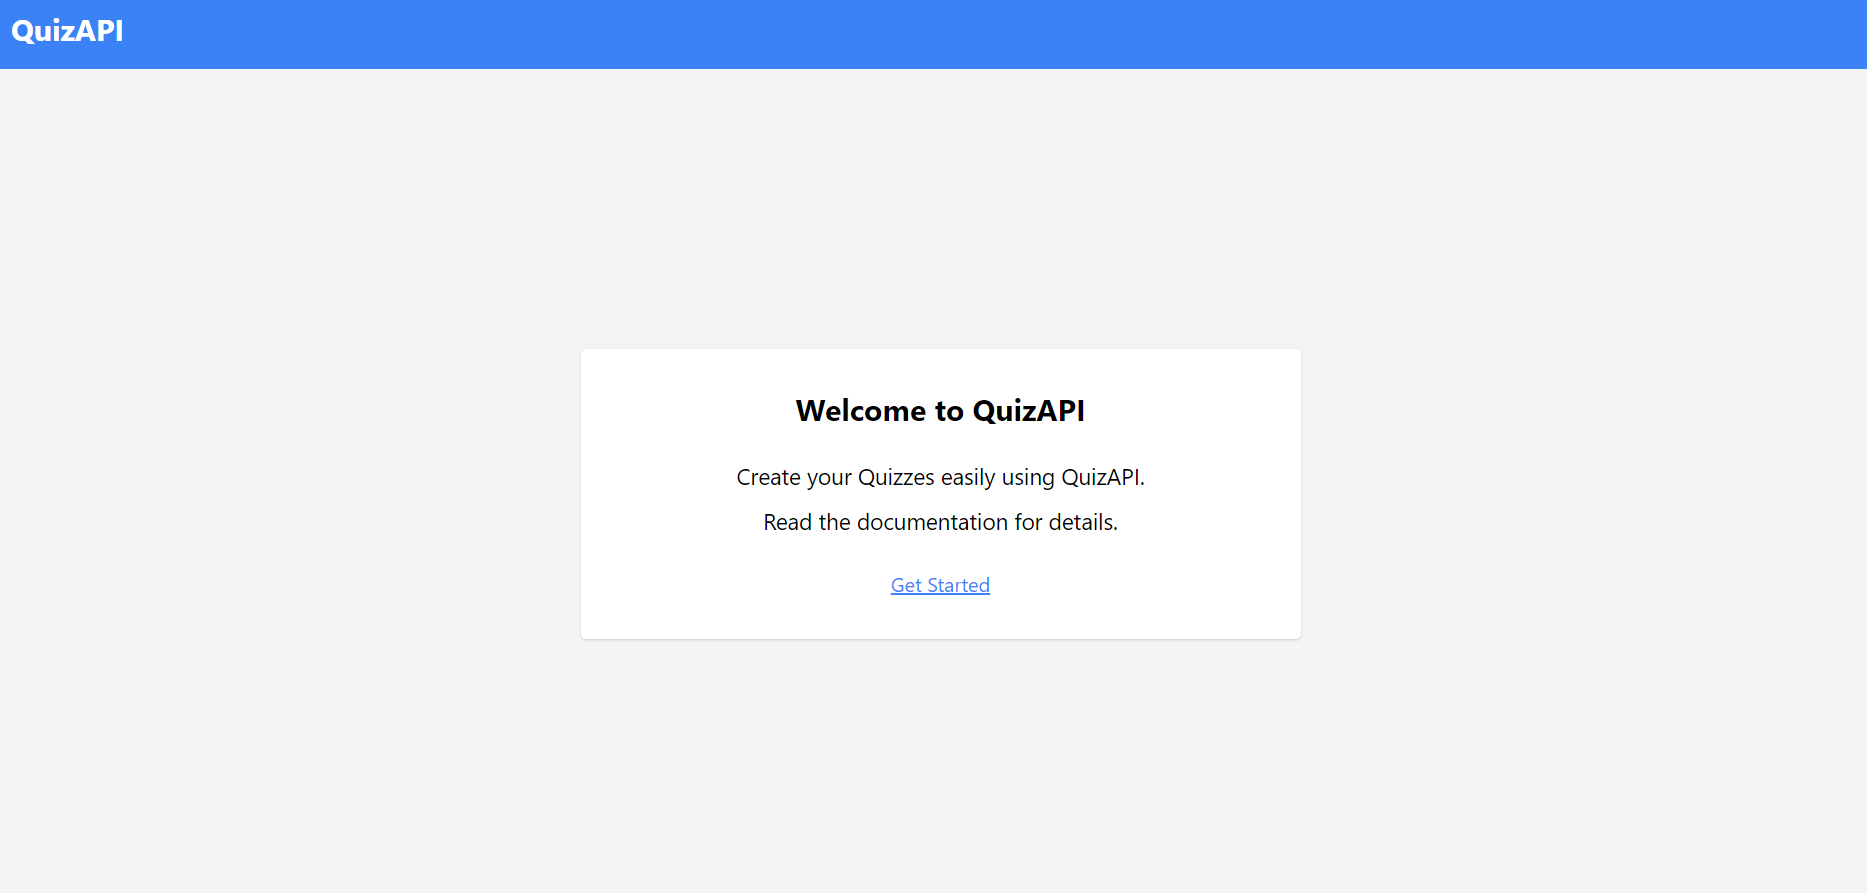 QuizAPI
Welcome to QuizAPI
Create your Quizzes easily using QuizAPI.
Read the documentation for details.
Get Started